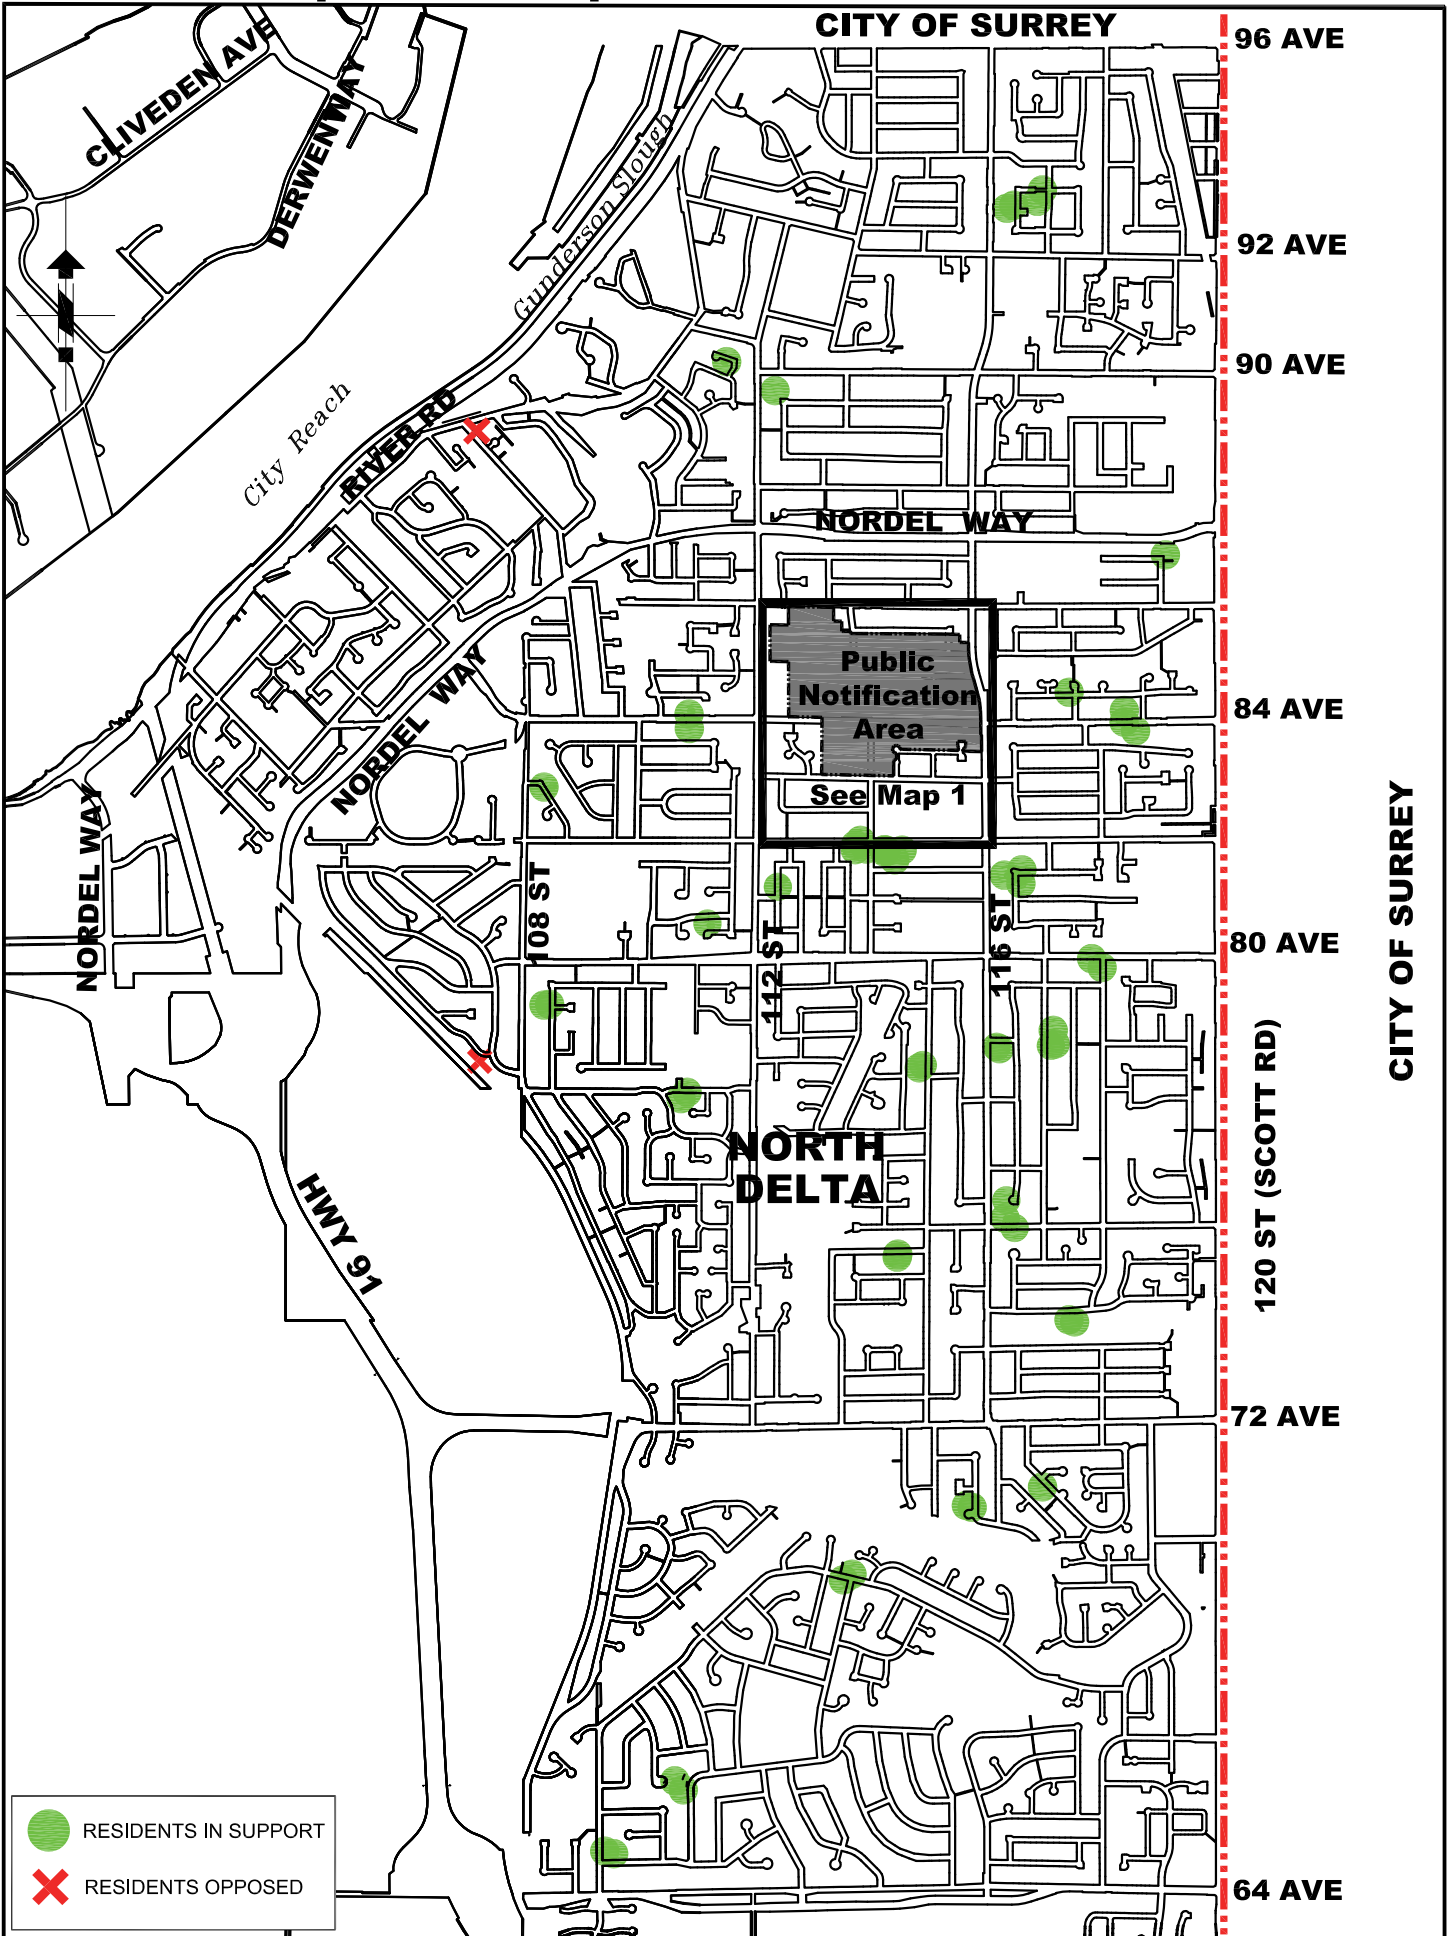 CITY OF SURREY
96 AVE
CLIVEDEN AVE
DERWENWAY
Gunderson Slough
92 AVE
90 AVE
City Reach
RIVER RD
NORDEL WAY
Public
Notification
Area
See Map 1
84 AVE
NORDEL WAY
NORDEL WAY
108 ST
112 ST
116 ST
80 AVE
CITY OF SURREY
120 ST (SCOTT RD)
NORTH
DELTA
HWY 91
72 AVE
RESIDENTS IN SUPPORT
RESIDENTS OPPOSED
64 AVE